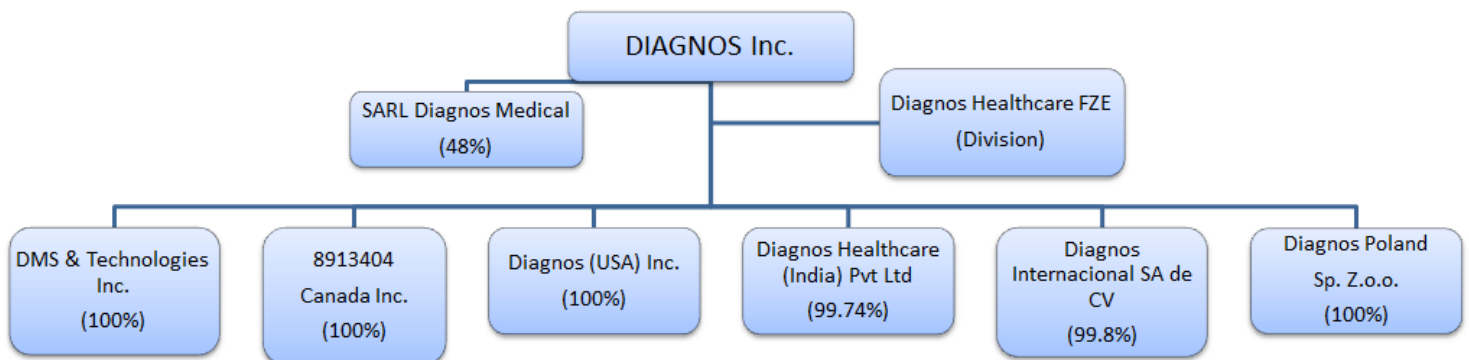 DIAGNOS Inc.
SARL Diagnos Medical
(48%)
Diagnos Healthcare FZE
(Division)
DMS & Technologies
Inc.
(100%)
8913404
Canada Inc.
(100%)
Diagnos (USA) Inc.
(100%)
Diagnos Healthcare
(India) Pvt Ltd
(99.74%)
Diagnos
Internacional SA de
CV
(99.8%)
Diagnos Poland
Sp. Z.o.o.
(100%)